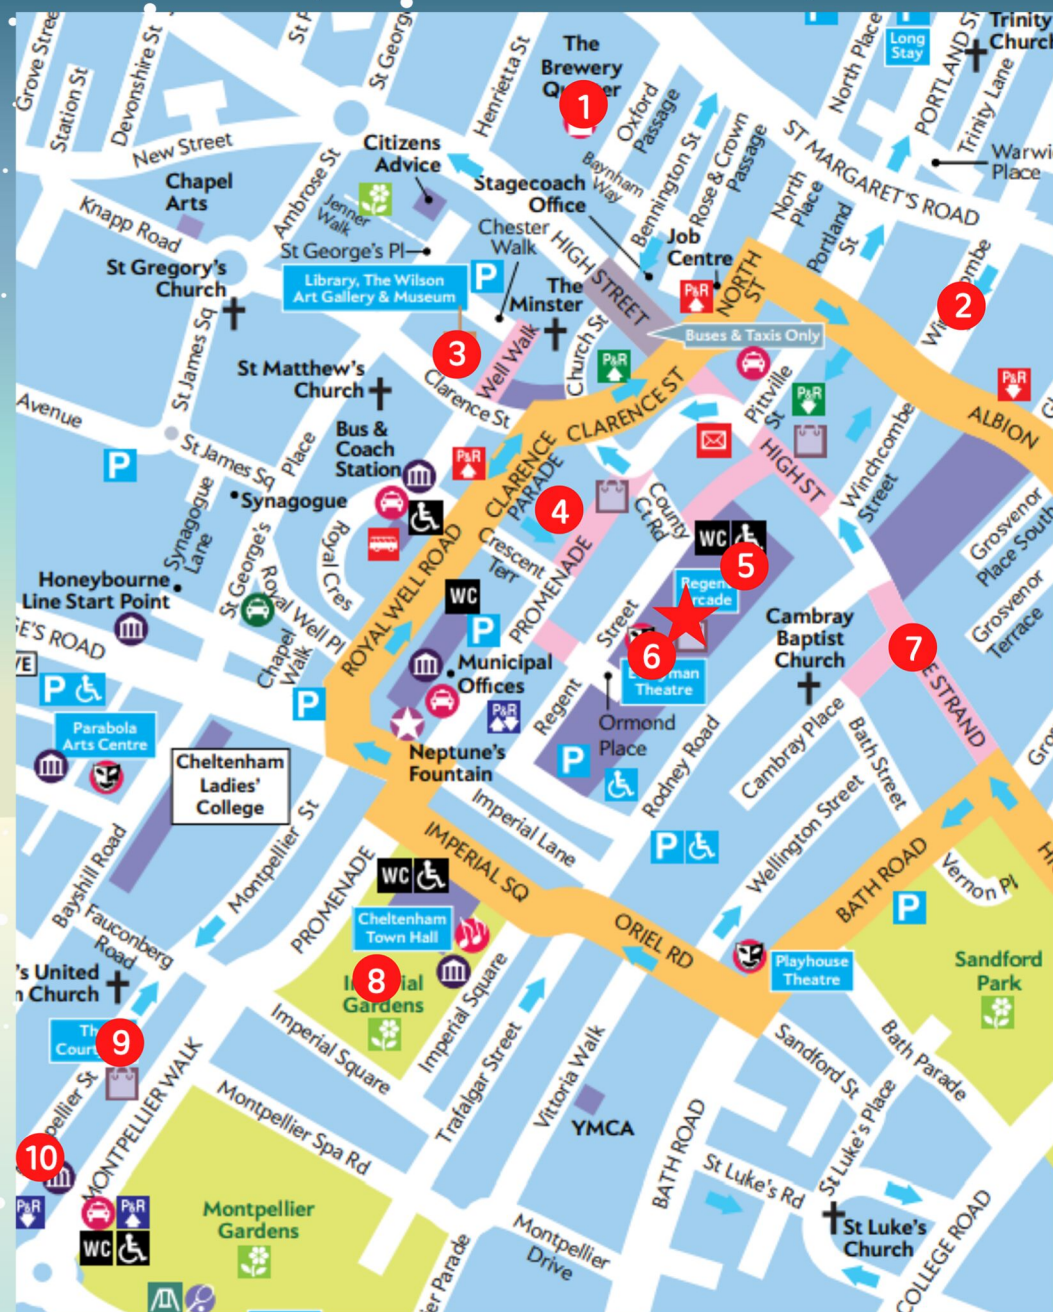 Grove
Station St
Devonshire St
St George
Henrietta St
The
Brewery
1
Oxford
Passage
Baynham
Way
Bennington St
Rose & Crown
Passage
North Place
Long
Stay
PORTLAND ST
Trinity
Church
Trinity Lane
Place
ST MARGARET'S ROAD
North
Place
Portland
St
New Street
Citizens
Advice
Chapel
Arts
Ambrose St
Jenner
Walk
Knapp Road
St George's Pl
Stagecoach
Office
Chester
Walk
HIGH STREET
Job
Centre
P&R
NORTH
ST
St Gregory's
Church
Library, The Wilson
Art Gallery & Museum
P
The
Minster
Buses & Taxis Only
2
St James Sq
3
Well Walk
Church St
P&R
CLARENCE ST
Pittville
St
P&R
P&R
ALBION
St Matthew's
Church
Clarence St
Avenue
Bus &
Coach
Station
P&R
CLARENCE
PARADE
HIGH ST
Winchcombe
Street
P
St James Sq
Place
Synagogue
Synagogue
Lane
4
County
Ct Rd
Grosvenor
Place South
Royal Cres
Crescent
Terr
WC
5
Honeybourne
Line Start Point
St George's
Royal Well Pl
ROYAL WELL ROAD
WC
P
PROMENADE
Street
Cambray
Baptist
Church
Grosvenor
Terrace
Chapel
Walk
6
Theatre
7
STRAND
P
P
Municipal
Offices
P&R
Regent
Ormond
Place
Parabola
Arts Centre
Neptune's
Fountain
P
Rodney Road
Cambray Place
Bath Street
Cheltenham
Ladies'
College
Imperial Lane
P
Wellington Street
Bayshill Road
Montpellier St
IMPERIAL SQ
BATH ROAD
Vernon Pl
P
Fauconberg
Road
PROMENADE
WC
Cheltenham
Town Hall
ORIEL RD
Playhouse
Theatre
Sandford
Park
's United
Church
8
Gardens
Imperial Square
Imperial Square
Trafalgar Street
Vittoria Walk
Sandford St
Bath Parade
9
MONTPELLIER WALK
Montpellier Spa Rd
YMCA
BATH ROAD
St Luke's Place
10
P&R
P&R
WC
Montpellier
Gardens
Montpellier
Drive
St Luke's Rd
St Luke's
Church
COLLEGE ROAD
Parade